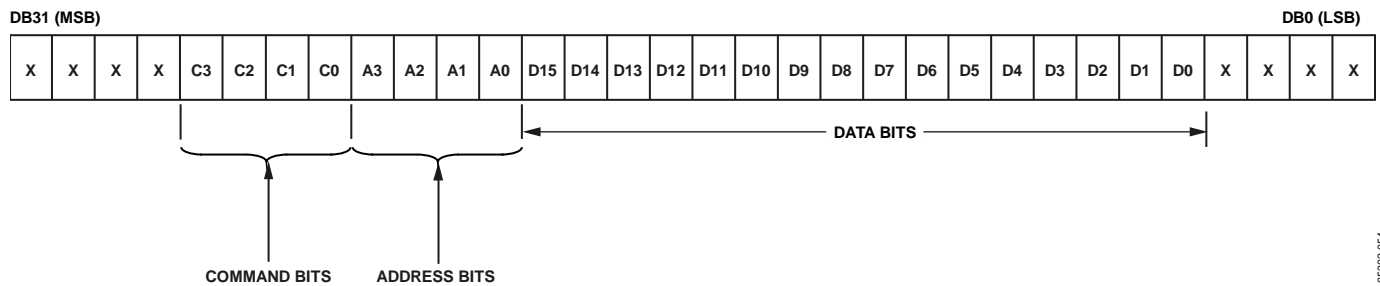 DB31 (MSB) DB0 (LSB)
X X X X C3 C2 C1 C0 A3 A2 A1 A0 D15 D14 D13 D12 D11 D10 D9 D8 D7 D6 D5 D4 D3 D2 D1 D0 X X X X
DATA BITS
COMMAND BITS ADDRESS BITS